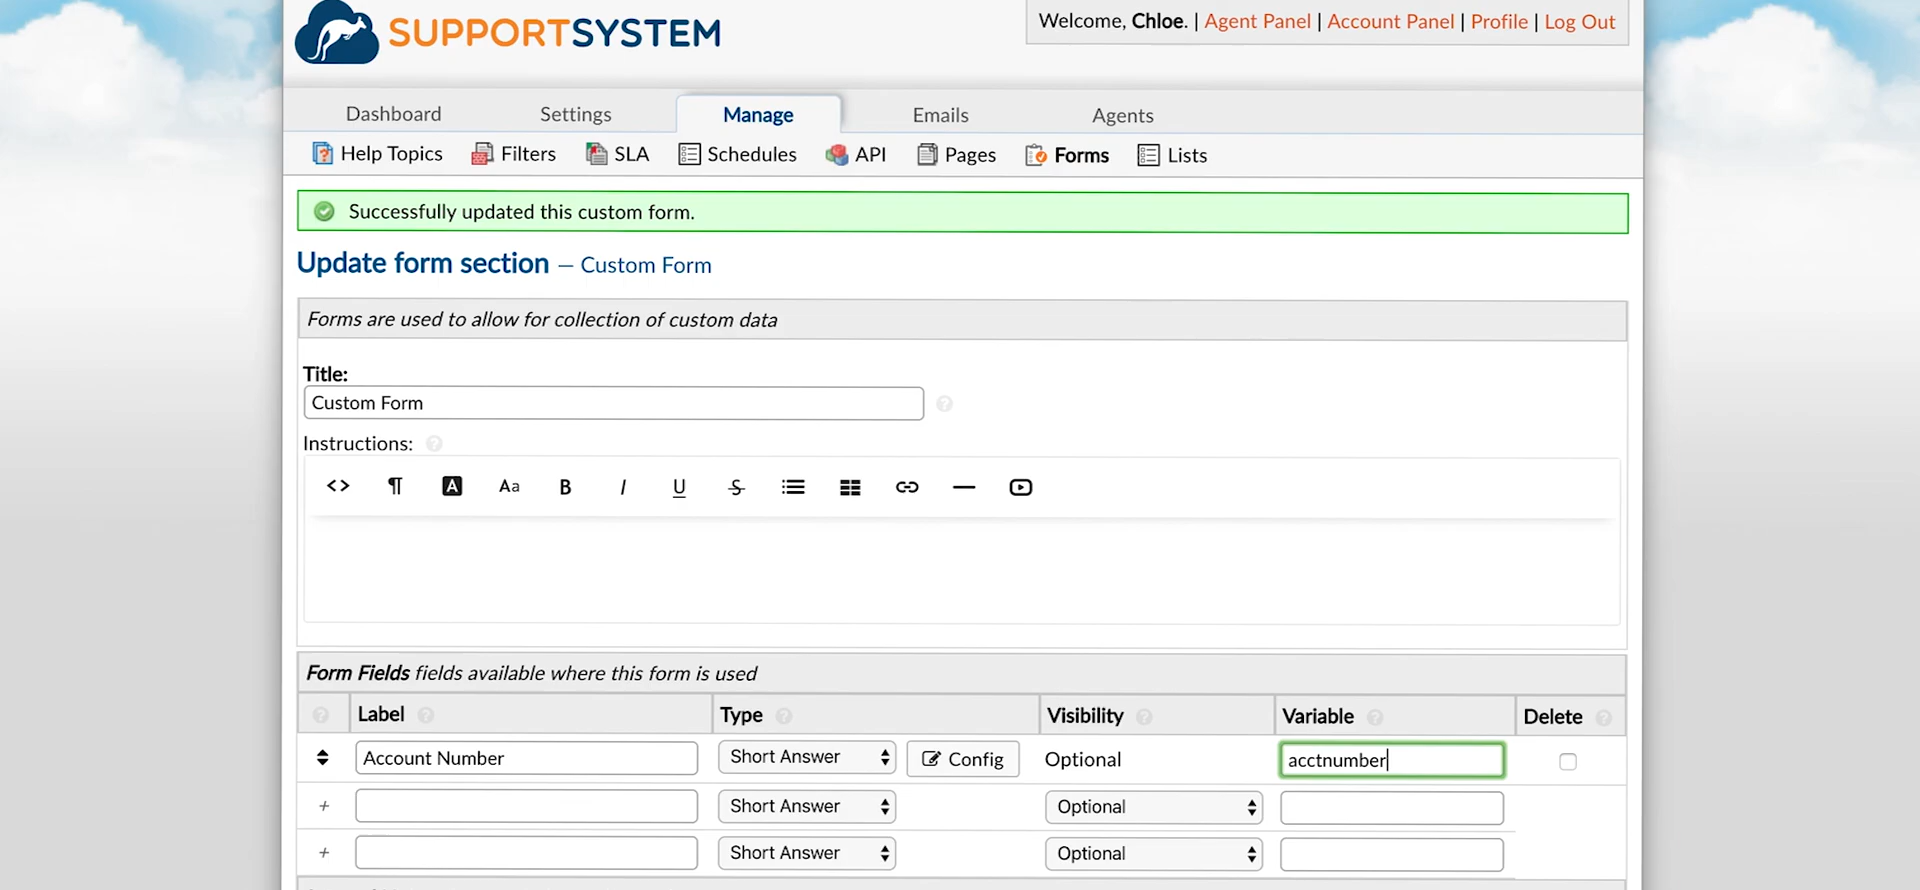 SUPPORTSYSTEM
Welcome, Chloe. | Agent Panel | Account Panel | Profile | Log Out
Dashboard Settings Manage Emails Agents
Help Topics Filters SLA Schedules API Pages Forms Lists
Successfully updated this custom form.
Update form section — Custom Form
Forms are used to allow for collection of custom data
Title:
Custom Form
Instructions:
<> ¶ A Aa B I U S
Form Fields fields available where this form is used
Label Type Visibility Variable Delete
Account Number Short Answer Config Optional acctnumber
+ Short Answer Optional
+ Short Answer Optional